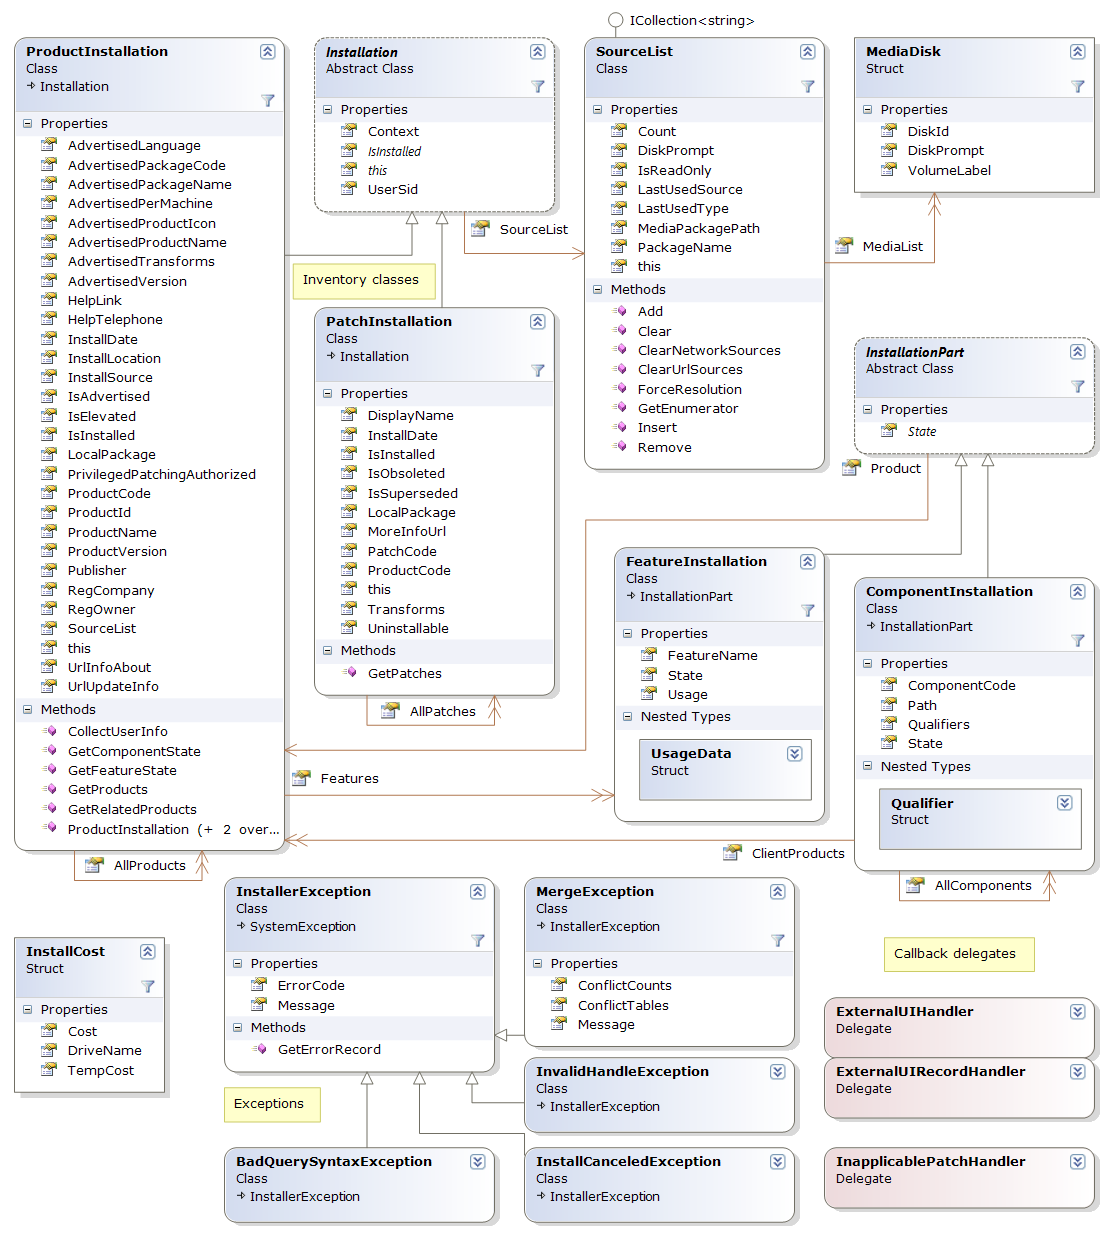 ICollection<string>
ProductInstallation
Class
Installation
Properties
AdvertisedLanguage
AdvertisedPackageCode
AdvertisedPackageName
AdvertisedPerMachine
AdvertisedProductIcon
AdvertisedProductName
AdvertisedTransforms
AdvertisedVersion
HelpLink
HelpTelephone
InstallDate
InstallLocation
InstallSource
IsAdvertised
IsElevated
IsInstalled
LocalPackage
PrivilegedPatchingAuthorized
ProductCode
ProductId
ProductName
ProductVersion
Publisher
RegCompany
RegOwner
SourceList
this
UrlInfoAbout
UrlUpdateInfo
Methods
CollectUserInfo
GetComponentState
GetFeatureState
GetProducts
GetRelatedProducts
ProductInstallation (+ 2 over...
AllProducts
Installation
Abstract Class
Properties
Context
IsInstalled
this
UserSid
SourceList
Inventory classes
PatchInstallation
Class
Installation
Properties
DisplayName
InstallDate
IsInstalled
IsObsoleted
IsSuperseded
LocalPackage
MoreInfoUrl
PatchCode
ProductCode
this
Transforms
Uninstallable
Methods
GetPatches
AllPatches
Features
SourceList
Class
Properties
Count
DiskPrompt
IsReadOnly
LastUsedSource
LastUsedType
MediaPackagePath
PackageName
this
Methods
Add
Clear
ClearNetworkSources
ClearUrlSources
ForceResolution
GetEnumerator
Insert
Remove
MediaDisk
Struct
Properties
DiskId
DiskPrompt
VolumeLabel
MediaList
InstallationPart
Abstract Class
Properties
State
Product
FeatureInstallation
Class
InstallationPart
Properties
FeatureName
State
Usage
Nested Types
UsageData
Struct
ComponentInstallation
Class
InstallationPart
Properties
ComponentCode
Path
Qualifiers
State
Nested Types
Qualifier
Struct
ClientProducts
AllComponents
InstallCost
Struct
Properties
Cost
DriveName
TempCost
InstallerException
Class
SystemException
Properties
ErrorCode
Message
Methods
GetErrorRecord
Exceptions
MergeException
Class
InstallerException
Properties
ConflictCounts
ConflictTables
Message
InvalidHandleException
Class
InstallerException
BadQuerySyntaxException
Class
InstallerException
InstallCanceledException
Class
InstallerException
Callback delegates
ExternalUIHandler
Delegate
ExternalUIRecordHandler
Delegate
InapplicablePatchHandler
Delegate